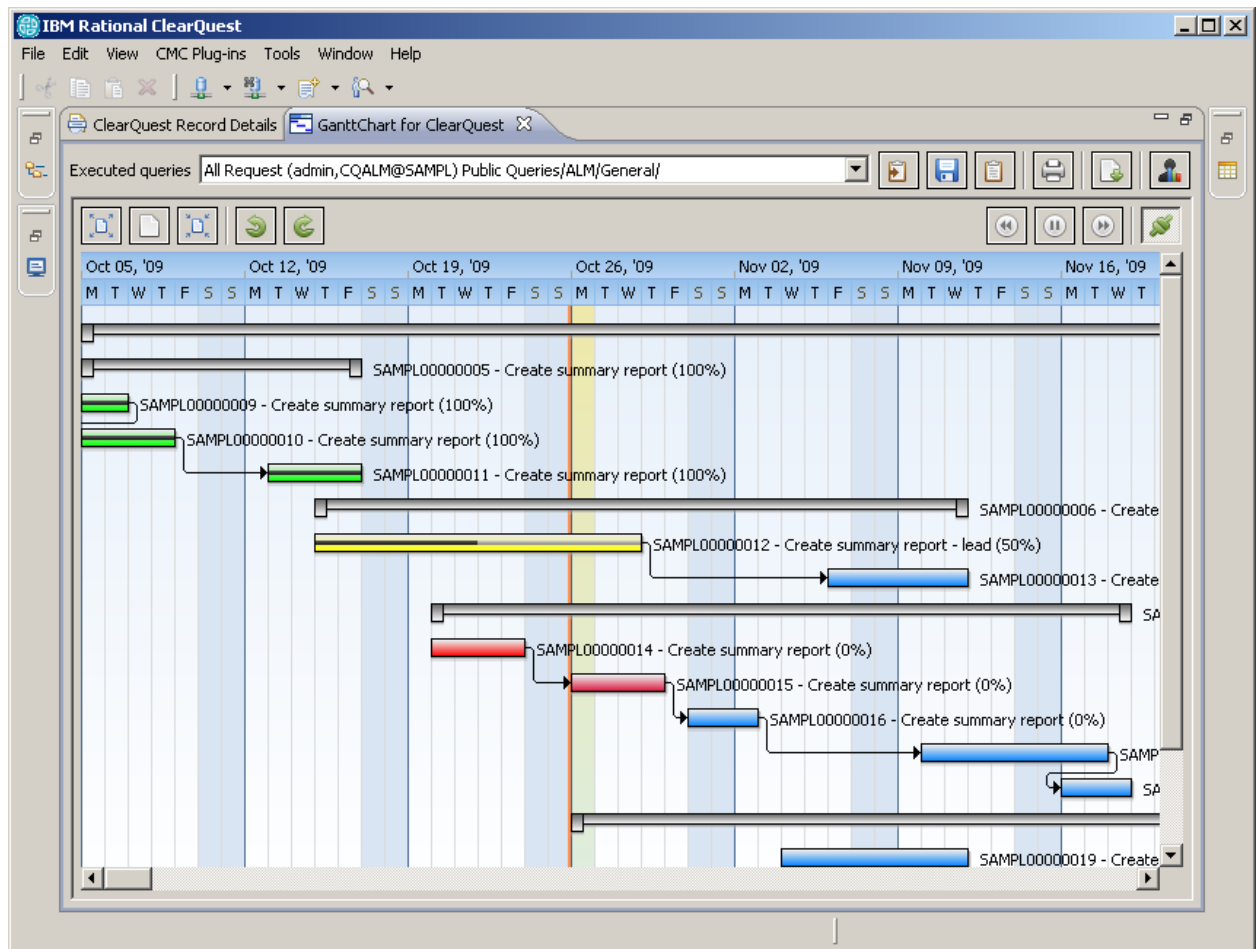 IBM Rational ClearQuest
File Edit View CMC Plug-ins Tools Window Help
ClearQuest Record Details GanttChart for ClearQuest
Executed queries All Request (admin,CQALM@SAMPL) Public Queries/ALM/General/
Oct 05, '09 Oct 12, '09 Oct 19, '09 Oct 26, '09 Nov 02, '09 Nov 09, '09 Nov 16, '09
M T W T F S S M T W T F S S M T W T F S S M T W T F S S M T W T F S S M T W T F S S M T W T
SAMPL00000005 - Create summary report (100%)
SAMPL00000009 - Create summary report (100%)
SAMPL00000010 - Create summary report (100%)
SAMPL00000011 - Create summary report (100%)
SAMPL00000006 - Create
SAMPL00000012 - Create summary report - lead (50%)
SAMPL00000013 - Create
SA
SAMPL00000014 - Create summary report (0%)
SAMPL00000015 - Create summary report (0%)
SAMPL00000016 - Create summary report (0%)
SAMP
SA
SAMPL00000019 - Create